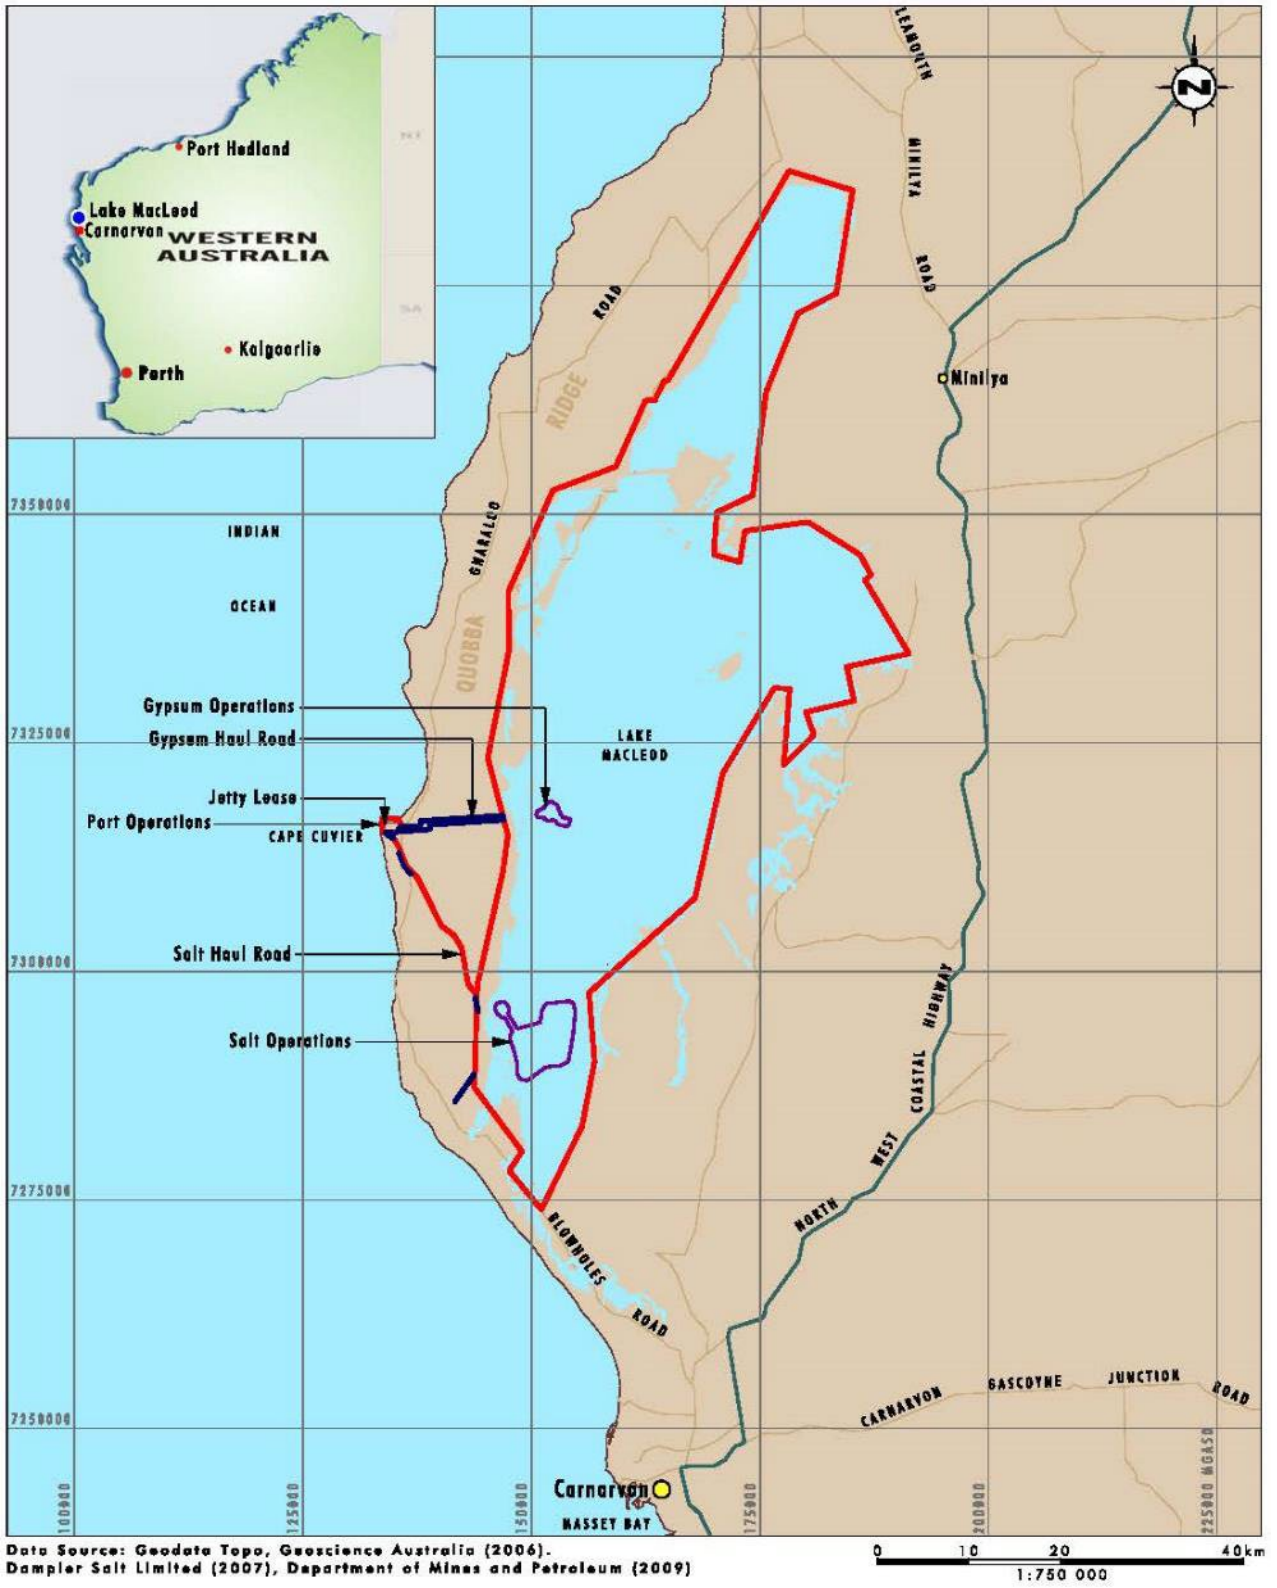 Port Hedland
Lake MacLeod
Carnarvon
WESTERN
AUSTRALIA
Kalgoorlie
Perth
NT
SA
N
LEAMOUTH
MINILYA
ROAD
Minilya
ROAD
RIDGE
GNARALOO
QUOBBA
7350000
INDIAN
OCEAN
Gypsum Operations
Gypsum Haul Road
7325000
LAKE
MACLEOD
Jetty Lease
Port Operations
CAPE CUVIER
Salt Haul Road
7300000
Salt Operations
7275000
NORTH
WEST
COASTAL
HIGHWAY
BLOWHOLES
ROAD
CARNARVON
GASCOYNE
JUNCTION
ROAD
7150000
Carnarvon
MASSEY BAY
100000
125000
150000
175000
200000
225000 MGA50
Data Source: Geodata Topo, Geoscience Australia (2006).
Dampier Salt Limited (2007), Department of Mines and Petroleum (2009)
0 10 20 40km
1:750 000